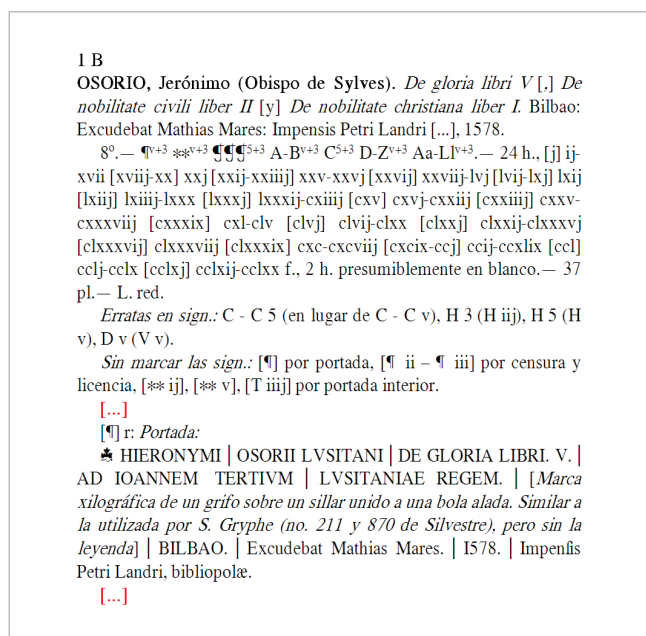 1 B
OSORIO, Jerónimo (Obispo de Sylves). De gloria libri V [,] De
nobilitate civili liber II [y] De nobilitate christiana liber I. Bilbao:
Excudebat Mathias Mares: Impensis Petri Landri [...], 1578.
8º.— ¶v+3 **v+3 ¶¶¶5+3 A-Bv+3 C5+3 D-Zv+3 Aa-Llv+3.— 24 h., [j] ij-
xvii [xviij-xx] xxj [xxij-xxiij] xxv-xxvj [xxvij] xxviij-lvj [lvij-lxj] lxij
[lxiij] lxiiij-lxxx [lxxxj] lxxxij-cxiij [cxv] cxvj-cxxiij [cxxiiij] cxxv-
cxxxviij [cxxxix] cxl-clv [clvj] clvij-clxx [clxxj] clxxij-clxxxvj
[clxxxvij] clxxxviij [clxxxix] cxc-cxcviij [cxcix-ccj] ccij-ccxlix [ccl]
cclj-cclx [cclxj] cclxij-cclxx f., 2 h. presumiblemente en blanco.— 37
pl.— L. red.
Erratas en sign.: C - C 5 (en lugar de C - C v), H 3 (H iij), H 5 (H
v), D v (V v).
Sin marcar las sign.: [¶] por portada, [¶ ii – ¶ iii] por censura y
licencia, [** ij], [** v], [T iiij] por portada interior.
[...]
[¶] r: Portada:
☘ HIERONYMI | OSORII LVSITANI | DE GLORIA LIBRI. V. |
AD IOANNEM TERTIVM | LVSITANIAE REGEM. | [Marca
xilográfica de un grifo sobre un sillar unido a una bola alada. Similar a
la utilizada por S. Gryphe (no. 211 y 870 de Silvestre), pero sin la
leyenda] | BILBAO. | Excudebat Mathias Mares. | I578. | Impenſis
Petri Landri, bibliopolæ.
[...]